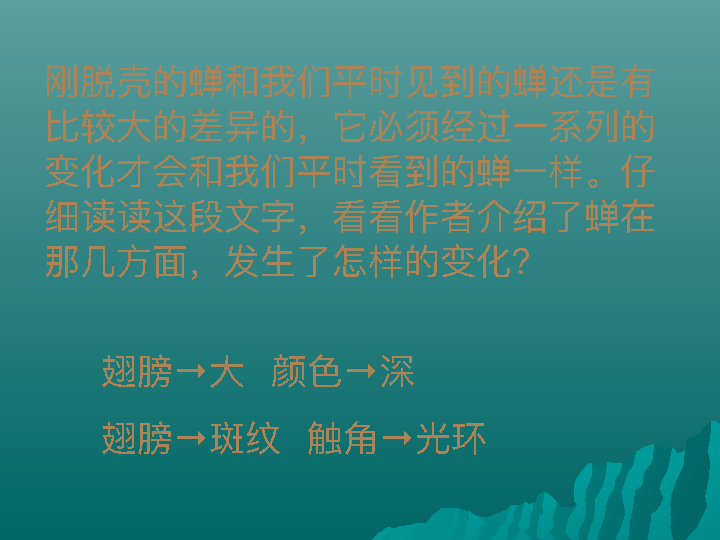 刚脱壳的蝉和我们平时见到的蝉还是有
比较大的差异的，它必须经过一系列的
变化才会和我们平时看到的蝉一样。仔
细读读这段文字，看看作者介绍了蝉在
那几方面，发生了怎样的变化？
翅膀→大 颜色→深
翅膀→斑纹 触角→光环